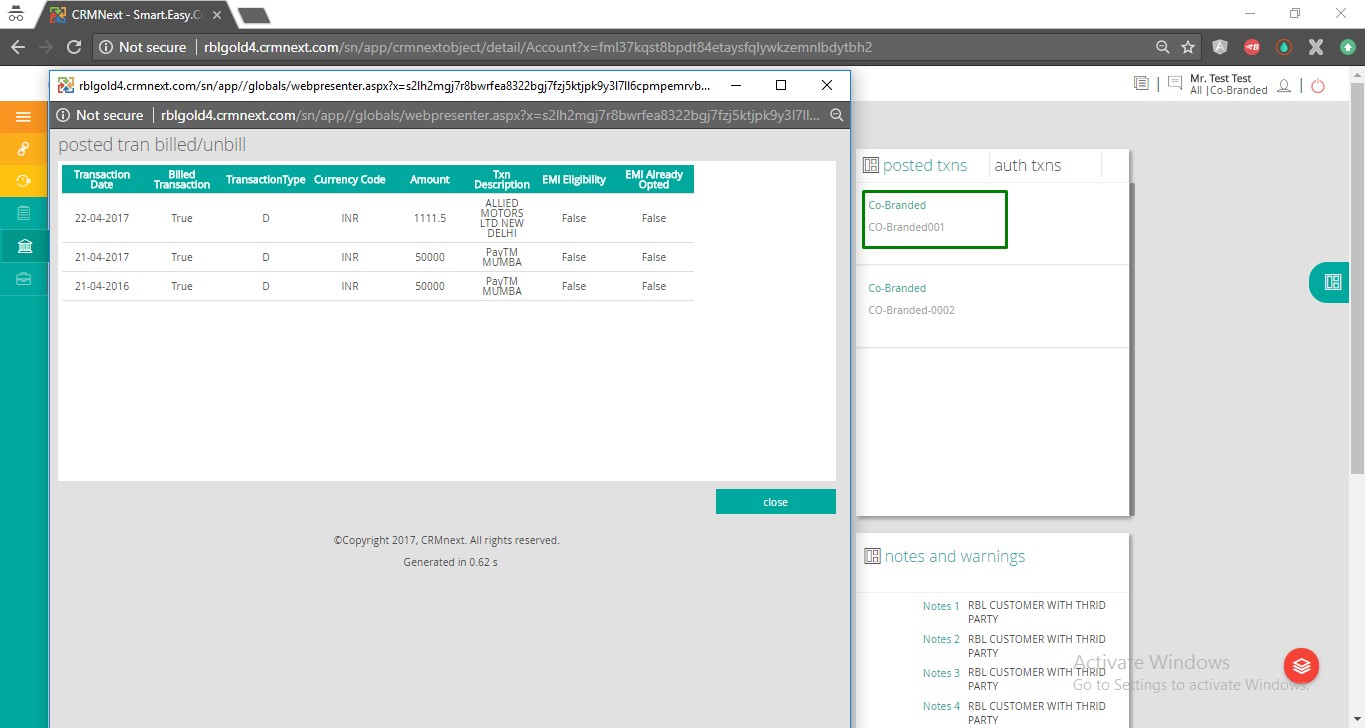 CRMNext - Smart.Easy.C
Not secure | rblgold4.crmnext.com/sn/app/crmnextobject/detail/Account?x=fml37kqst8bpdt84etaysfqlywkzemnlbdytbh2
rblgold4.crmnext.com/sn/app//globals/webpresenter.aspx?x=s2lh2mgj7r8bwrfea8322bgj7fzj5ktjpk9y3l7ll6cpmpemrvb...
Not secure | rblgold4.crmnext.com/sn/app//globals/webpresenter.aspx?x=s2lh2mgj7r8bwrfea8322bgj7fzj5ktjpk9y3l7ll...
Mr. Test Test
All |Co-Branded
posted tran billed/unbill
Transaction Date Billed Transaction TransactionType Currency Code Amount Txn Description EMI Eligibility EMI Already Opted
22-04-2017 True D INR 1111.5 ALLIED MOTORS LTD NEW DELHI False False
21-04-2017 True D INR 50000 PayTM MUMBA False False
21-04-2016 True D INR 50000 PayTM MUMBA False False
close
©Copyright 2017, CRMnext. All rights reserved.
Generated in 0.62 s
posted txns auth txns
Co-Branded
CO-Branded001
Co-Branded
CO-Branded-0002
notes and warnings
Notes 1 RBL CUSTOMER WITH THRID
PARTY
Notes 2 RBL CUSTOMER WITH THRID
PARTY
Notes 3 RBL CUSTOMER WITH THRID
PARTY
Notes 4 RBL CUSTOMER WITH THRID
PARTY
Activate Windows
Go to Settings to activate Windows.